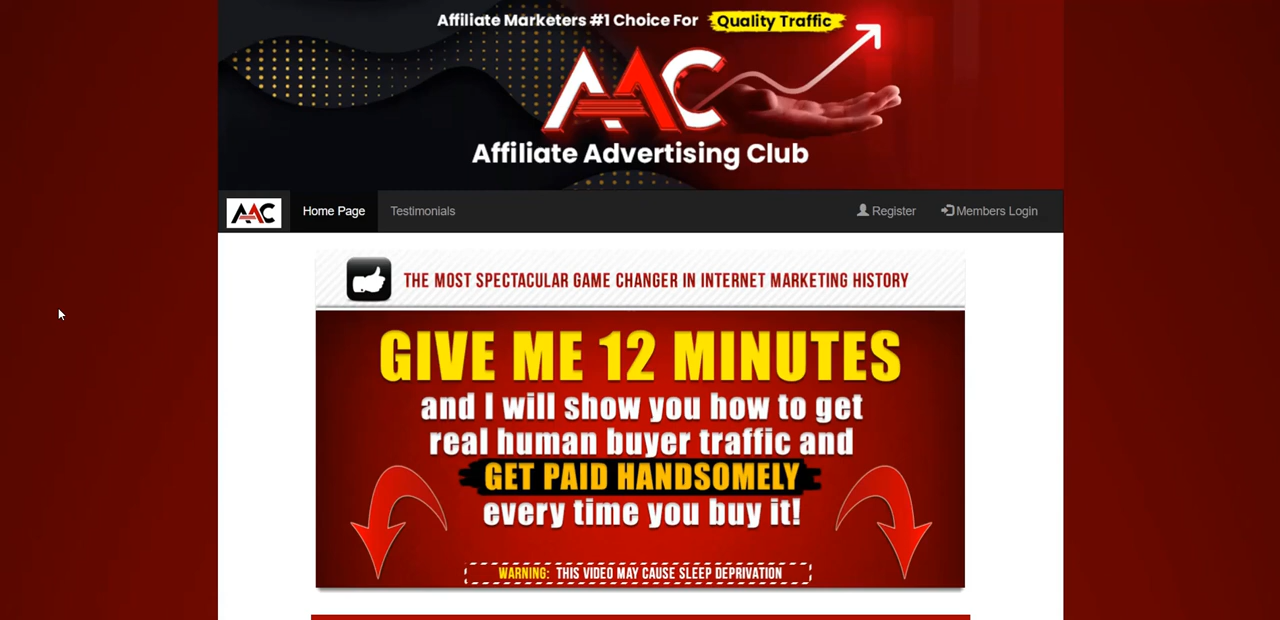 Affiliate Marketers #1 Choice For Quality Traffic
AAC
Affiliate Advertising Club
AAC Home Page Testimonials Register Members Login
THE MOST SPECTACULAR GAME CHANGER IN INTERNET MARKETING HISTORY
GIVE ME 12 MINUTES
and I will show you how to get
real human buyer traffic and
GET PAID HANDSOMELY
every time you buy it!
WARNING: THIS VIDEO MAY CAUSE SLEEP DEPRIVATION